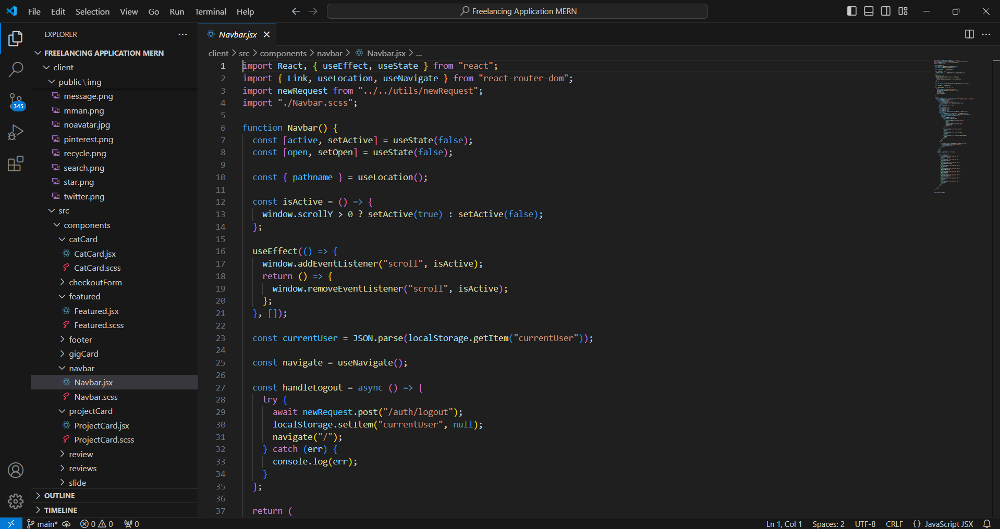 File Edit Selection View Go Run Terminal Help
Freelancing Application MERN
EXPLORER
FREELANCING APPLICATION MERN
client
public\img
message.png
mman.png
noavatar.jpg
pinterest.png
recycle.png
search.png
star.png
twitter.png
src
components
catCard
CatCard.jsx
CatCard.scss
checkoutForm
featured
Featured.jsx
Featured.scss
footer
gigCard
navbar
Navbar.jsx
Navbar.scss
projectCard
ProjectCard.jsx
ProjectCard.scss
review
reviews
slide
OUTLINE
TIMELINE
345
Navbar.jsx
client > src > components > navbar > Navbar.jsx > ...
1 import React, { useEffect, useState } from "react";
2 import { Link, useLocation, useNavigate } from "react-router-dom";
3 import newRequest from "../../utils/newRequest";
4 import "./Navbar.scss";
5
6 function Navbar() {
7 const [active, setActive] = useState(false);
8 const [open, setOpen] = useState(false);
9
10 const { pathname } = useLocation();
11
12 const isActive = () => {
13 window.scrollY > 0 ? setActive(true) : setActive(false);
14 };
15
16 useEffect(() => {
17 window.addEventListener("scroll", isActive);
18 return () => {
19 window.removeEventListener("scroll", isActive);
20 };
21 }, []);
22
23 const currentUser = JSON.parse(localStorage.getItem("currentUser"));
24
25 const navigate = useNavigate();
26
27 const handleLogout = async () => {
28 try {
29 await newRequest.post("/auth/logout");
30 localStorage.setItem("currentUser", null);
31 navigate("/");
32 } catch (err) {
33 console.log(err);
34 }
35 };
36
37 return (
main* 0 0 0
Ln 1, Col 1 Spaces: 2 UTF-8 CRLF {} JavaScript JSX